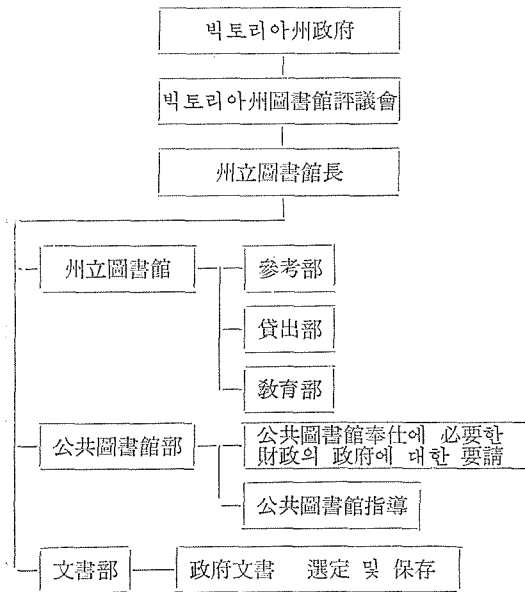 빅토리아州政府
빅토리아州圖書館評議會
州立圖書館長
州立圖書館
參考部
貸出部
敎育部
公共圖書館部
公共圖書館奉仕에 必要한
財政의 政府에 대한 要請
公共圖書館指導
文書部
政府文書 選定 및 保存